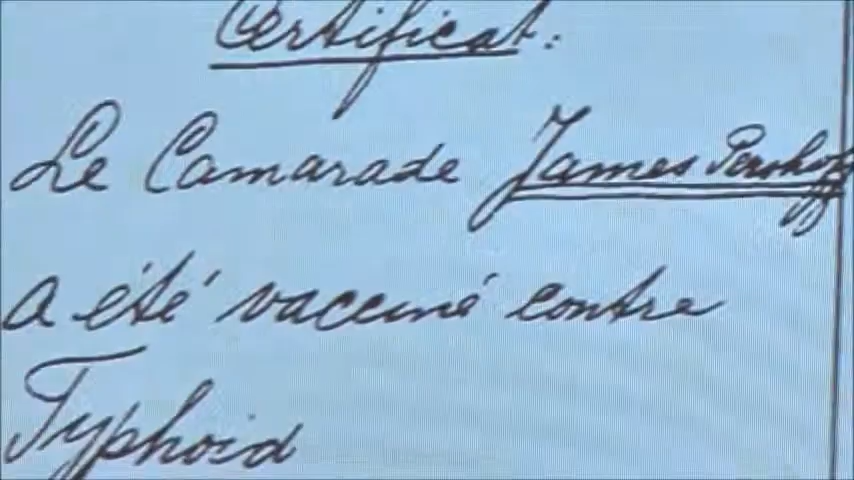 Certificat:
Le Camarade James
a été vacciné contre
Typhoid